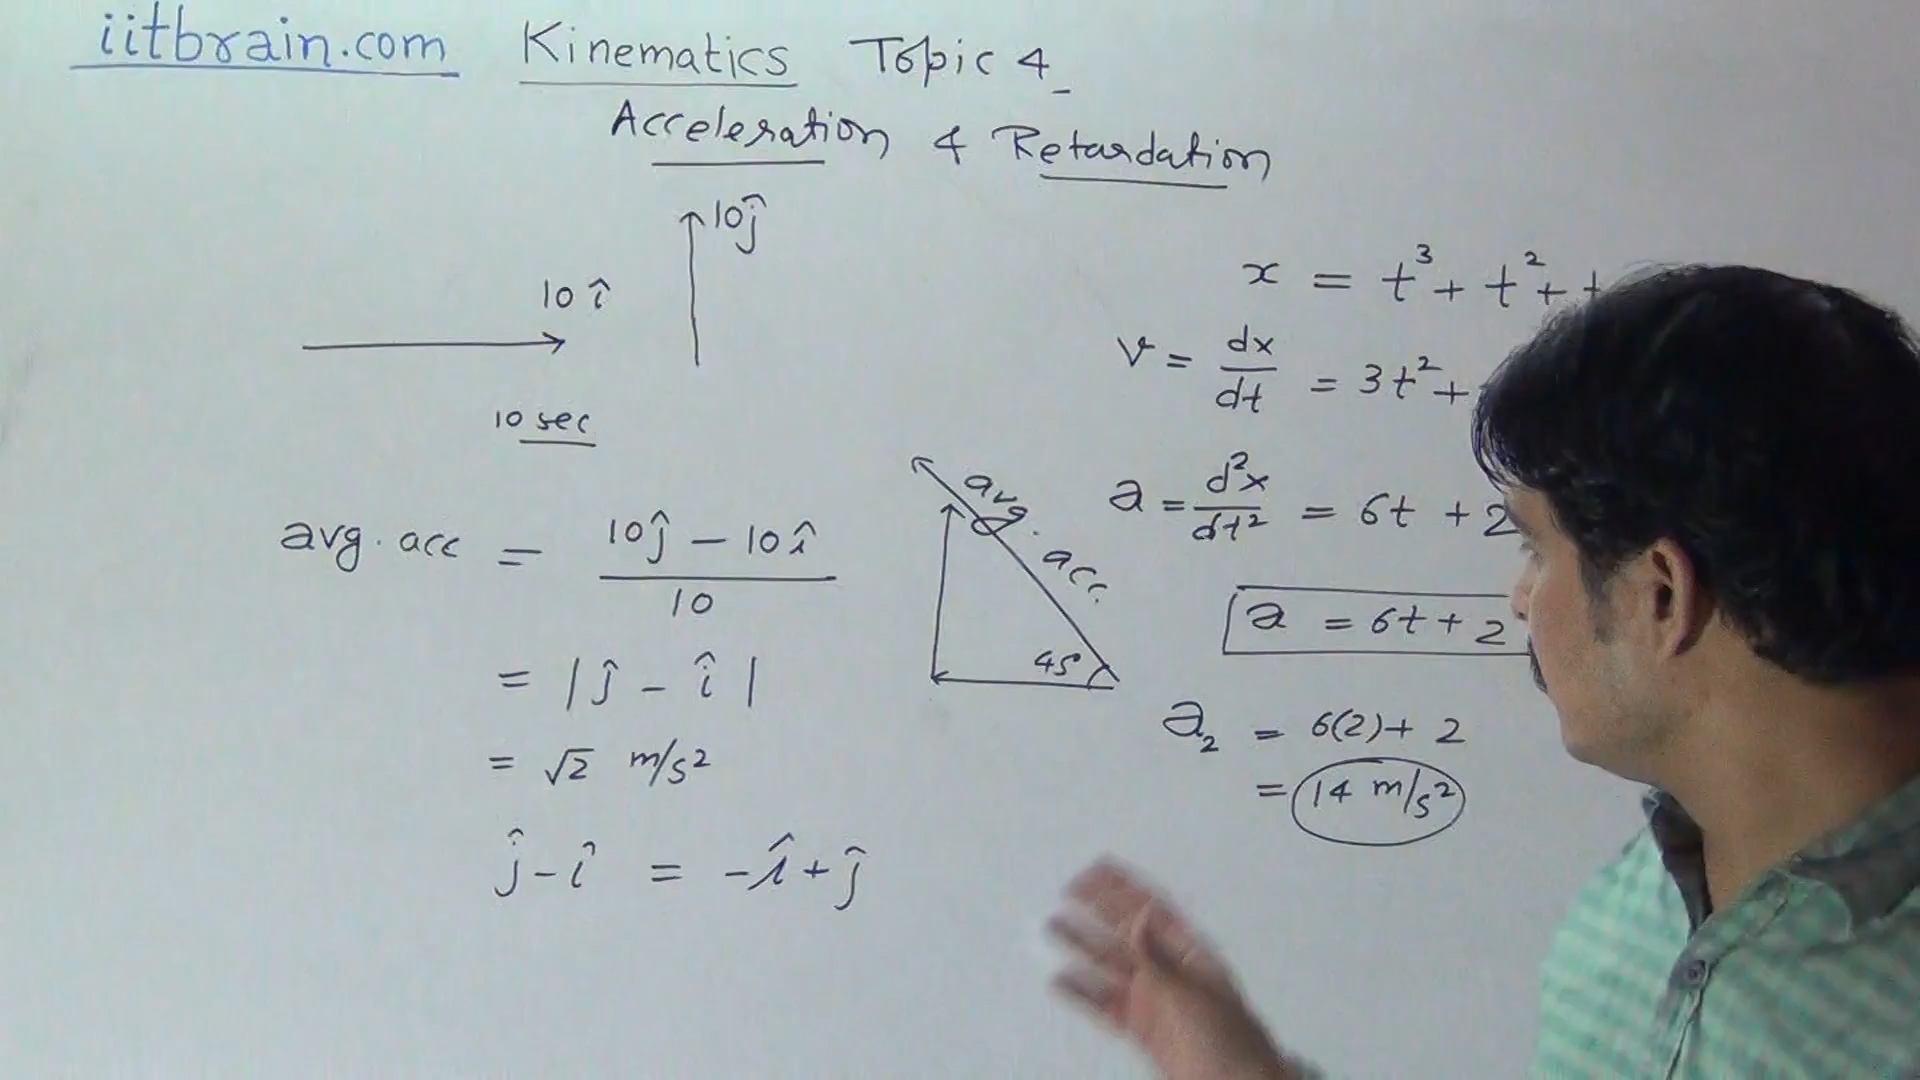 iitbrain.com Kinematics Topic 4
Acceleration & Retardation
10ĵ
10 î
10 sec
avg. acc = 10ĵ – 10î / 10
= |ĵ – î|
= √2 m/s²
ĵ – î = -î + ĵ
avg. acc.
45°
x = t³ + t² + t
v = dx/dt = 3t² +
a = d²x/dt² = 6t + 2
a = 6t + 2
a₂ = 6(2) + 2
= 14 m/s²